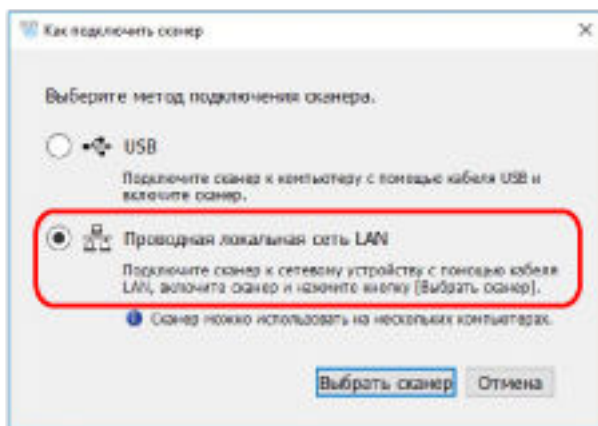 Как подключить сканер
Выберите метод подключения сканера.
USB
Подключите сканер к компьютеру с помощью кабеля USB и
включите сканер.
Проводная локальная сеть LAN
Подключите сканер к сетевому устройству с помощью кабеля
LAN, включите сканер и нажмите кнопку [Выбрать сканер].
Сканер можно использовать на нескольких компьютерах.
Выбрать сканер Отмена